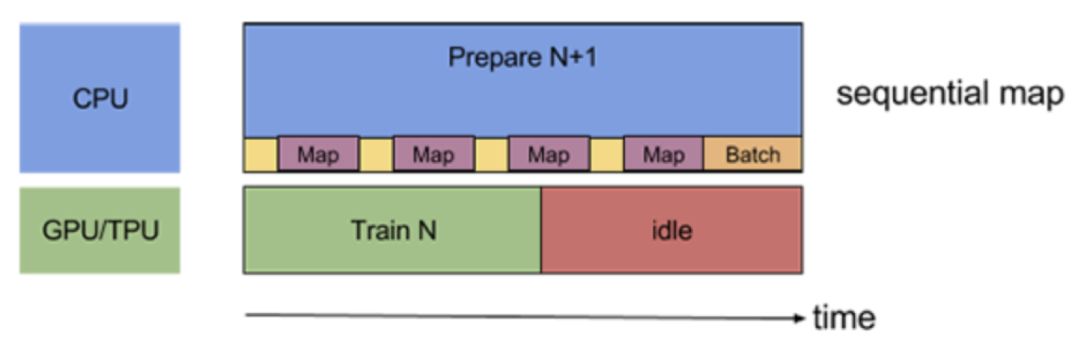 CPU
Prepare N+1
sequential map
Map
Map
Map
Map
Batch
GPU/TPU
Train N
idle
time